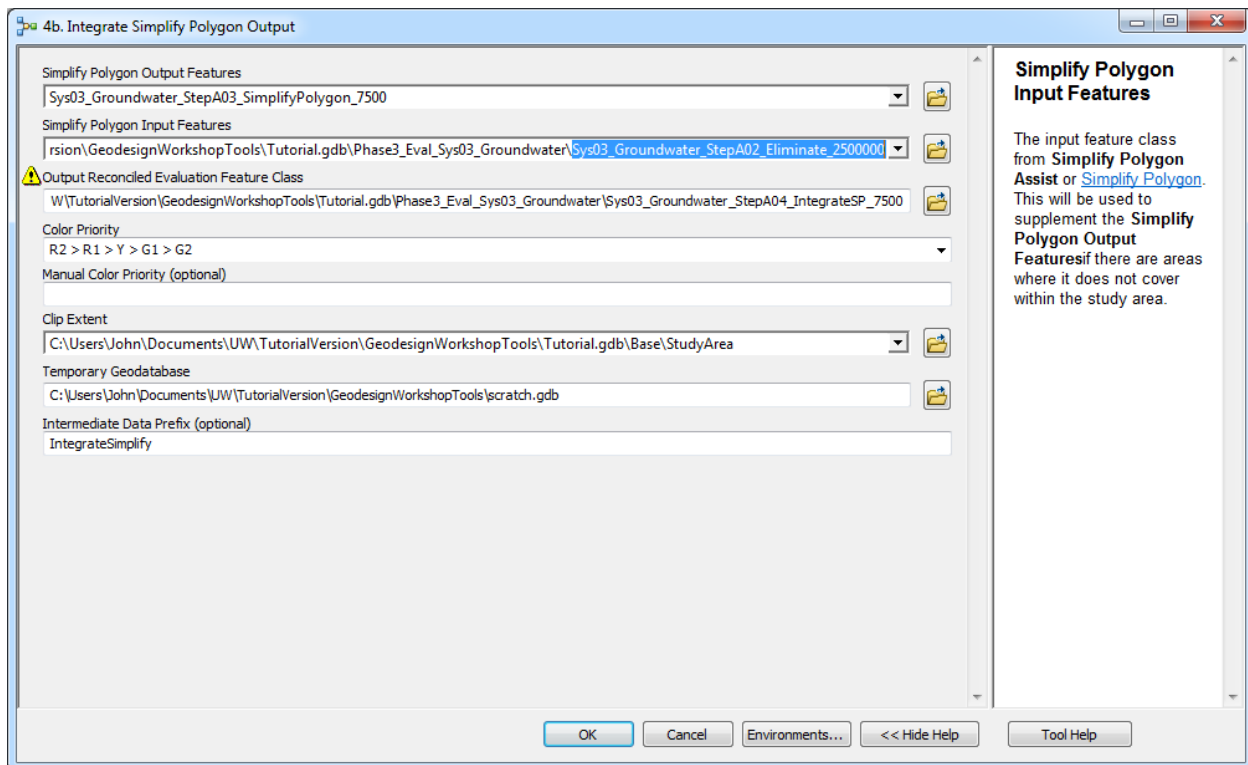 4b. Integrate Simplify Polygon Output
Simplify Polygon Output Features
Sys03_Groundwater_StepA03_SimplifyPolygon_7500
Simplify Polygon Input Features
rsion\GeodesignWorkshopTools\Tutorial.gdb\Phase3_Eval_Sys03_Groundwater\Sys03_Groundwater_StepA02_Eliminate_2500000
Output Reconciled Evaluation Feature Class
W\TutorialVersion\GeodesignWorkshopTools\Tutorial.gdb\Phase3_Eval_Sys03_Groundwater\Sys03_Groundwater_StepA04_IntegrateSP_7500
Color Priority
R2 > R1 > Y > G1 > G2
Manual Color Priority (optional)
Clip Extent
C:\Users\John\Documents\UW\TutorialVersion\GeodesignWorkshopTools\Tutorial.gdb\Base\StudyArea
Temporary Geodatabase
C:\Users\John\Documents\UW\TutorialVersion\GeodesignWorkshopTools\scratch.gdb
Intermediate Data Prefix (optional)
IntegrateSimplify
Simplify Polygon
Input Features
The input feature class
from Simplify Polygon
Assist or Simplify Polygon.
This will be used to
supplement the Simplify
Polygon Output
Featuresif there are areas
where it does not cover
within the study area.
OK
Cancel
Environments...
<< Hide Help
Tool Help